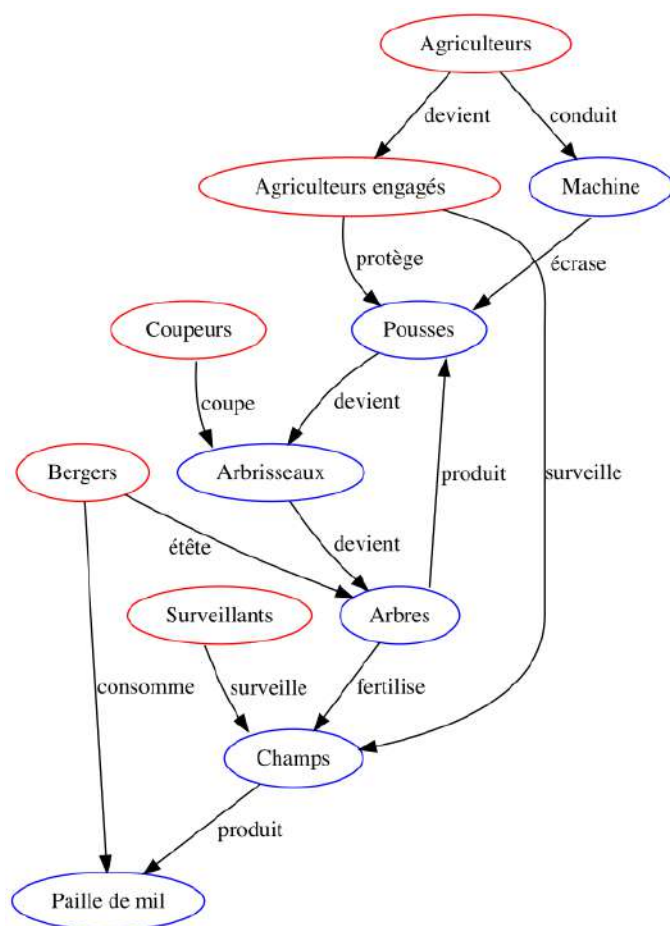 Agriculteurs
devient
conduit
Agriculteurs engagés
Machine
protège
écrase
Coupeurs
Pousses
coupe
devient
Bergers
Arbrisseaux
produit
surveille
étête
devient
Surveillants
Arbres
consomme
surveille
fertilise
Champs
produit
Paille de mil